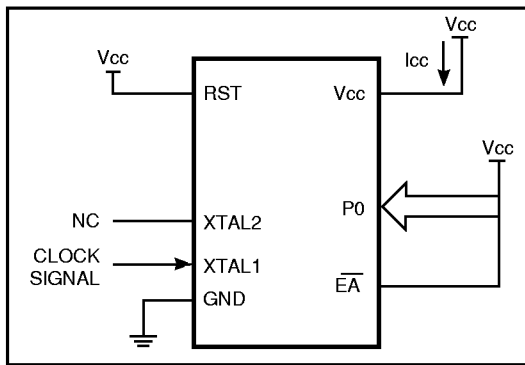 Vcc
Icc
Vcc
RST
Vcc
Vcc
NC
XTAL2
P0
CLOCK
SIGNAL
XTAL1
GND
EA